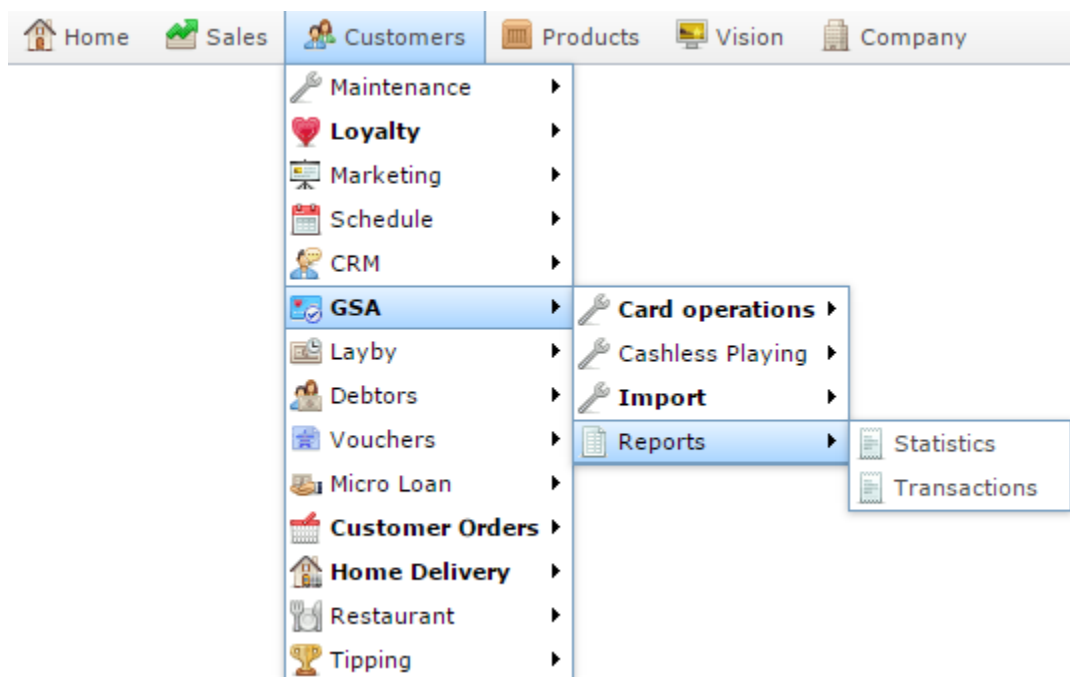 Home Sales Customers Products Vision Company
Maintenance
Loyalty
Marketing
Schedule
CRM
GSA Card operations
Layby Cashless Playing
Debtors Import
Vouchers Reports Statistics
Micro Loan Transactions
Customer Orders
Home Delivery
Restaurant
Tipping